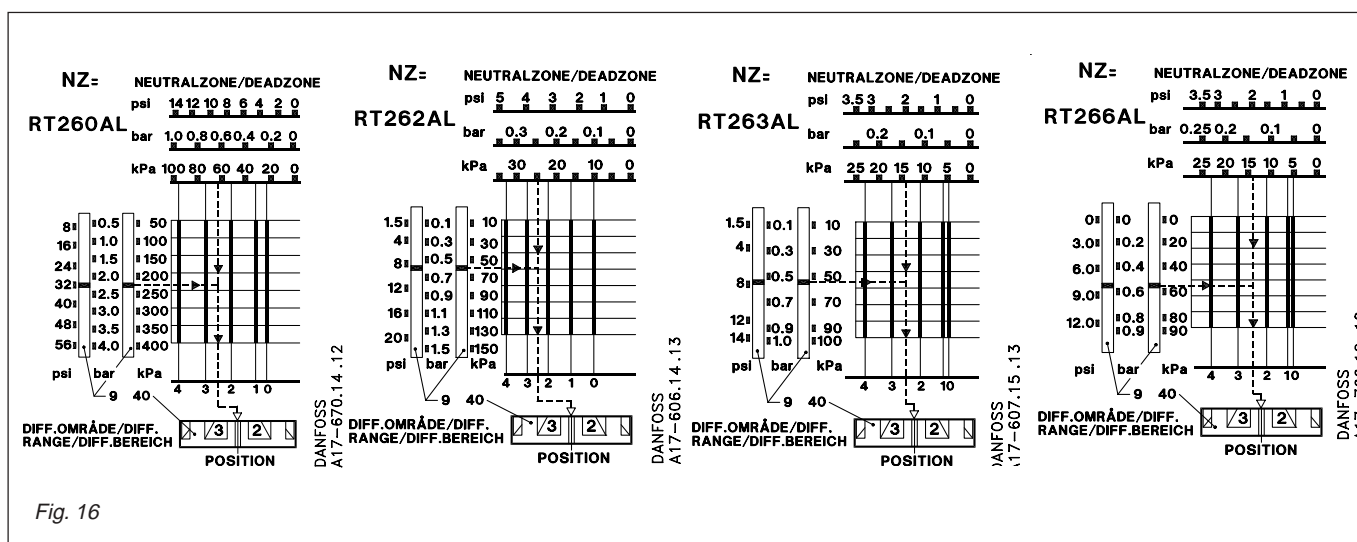 NZ=
NEUTRALZONE/DEADZONE
psi 14 12 10 8 6 4 2 0
RT260AL
bar 1.0 0.8 0.6 0.4 0.2 0
kPa 100 80 60 40 20 0
8 0.5 50
16 1.0 100
1.5 150
24 2.0 200
32 2.5 250
40 3.0 300
48 3.5 350
56 4.0 400
psi bar kPa
4 3 2 1 0
9 40
DIFF.OMRÅDE/DIFF.
RANGE/DIFF.BEREICH
3 2
POSITION
DANFOSS
A17-670.14.12
NZ=
NEUTRALZONE/DEADZONE
psi 5 4 3 2 1 0
RT262AL
bar 0.3 0.2 0.1 0
kPa 30 20 10 0
1.5 0.1 10
4 0.3 30
8 0.5 50
0.7 70
12 0.9 90
16 1.1 110
1.3 130
20 1.5 150
psi bar kPa
4 3 2 1 0
9 40
DIFF.OMRÅDE/DIFF.
RANGE/DIFF.BEREICH
3 2
POSITION
DANFOSS
A17-606.14.13
NZ=
NEUTRALZONE/DEADZONE
psi 3.5 3 2 1 0
RT263AL
bar 0.2 0.1 0
kPa 25 20 15 10 5 0
1.5 0.1 10
4 0.3 30
0.5 50
8 0.7 70
12 0.9 90
14 1.0 100
psi bar kPa
4 3 2 1 0
9 40
DIFF.OMRÅDE/DIFF.
RANGE/DIFF.BEREICH
3 2
POSITION
DANFOSS
A17-607.15.13
NZ=
NEUTRALZONE/DEADZONE
psi 3.5 3 2 1 0
RT266AL
bar 0.25 0.2 0.1 0
kPa 25 20 15 10 5 0
0 0 0
3.0 0.2 20
6.0 0.4 40
9.0 0.6 60
12.0 0.8 80
0.9 90
psi bar kPa
4 3 2 1 0
9 40
DIFF.OMRÅDE/DIFF.
RANGE/DIFF.BEREICH
3 2
POSITION
DANFOSS
Fig. 16